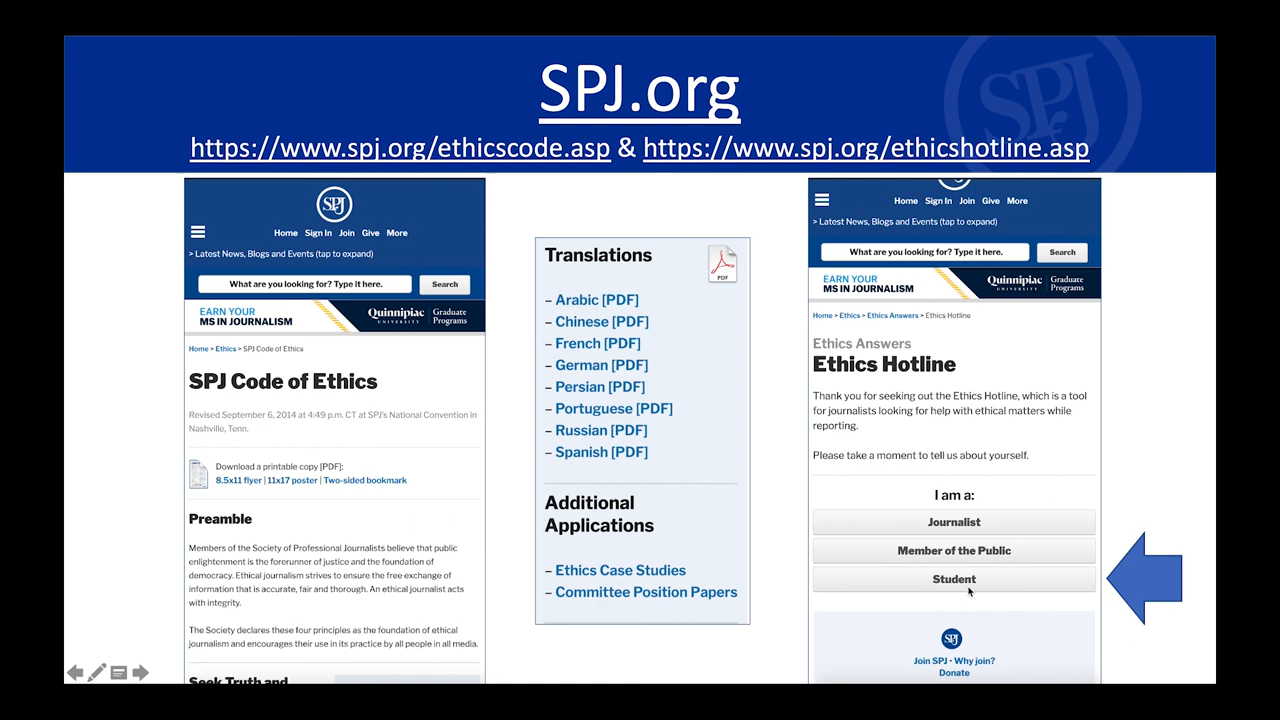 SPJ.org
https://www.spj.org/ethicscode.asp & https://www.spj.org/ethicshotline.asp
SPJ
SPJ
Home Sign In Join Give More
> Latest News, Blogs and Events (tap to expand)
What are you looking for? Type it here. Search
EARN YOUR
MS IN JOURNALISM
Quinnipiac
UNIVERSITY
Graduate
Programs
Home > Ethics > SPJ Code of Ethics
SPJ Code of Ethics
Revised September 6, 2014 at 4:49 p.m. CT at SPJ's National Convention in
Nashville, Tenn.
Download a printable copy [PDF]:
8.5x11 flyer | 11x17 poster | Two-sided bookmark
Preamble
Members of the Society of Professional Journalists believe that public
enlightenment is the forerunner of justice and the foundation of
democracy. Ethical journalism strives to ensure the free exchange of
information that is accurate, fair and thorough. An ethical journalist acts
with integrity.
The Society declares these four principles as the foundation of ethical
journalism and encourages their use in its practice by all people in all media.
Seek Truth and
Translations
PDF
– Arabic [PDF]
– Chinese [PDF]
– French [PDF]
– German [PDF]
– Persian [PDF]
– Portuguese [PDF]
– Russian [PDF]
– Spanish [PDF]
Additional
Applications
– Ethics Case Studies
– Committee Position Papers
SPJ
Home Sign In Join Give More
> Latest News, Blogs and Events (tap to expand)
What are you looking for? Type it here. Search
EARN YOUR
MS IN JOURNALISM
Quinnipiac
UNIVERSITY
Graduate
Programs
Home > Ethics > Ethics Answers > Ethics Hotline
Ethics Answers
Ethics Hotline
Thank you for seeking out the Ethics Hotline, which is a tool
for journalists looking for help with ethical matters while
reporting.
Please take a moment to tell us about yourself.
I am a:
Journalist
Member of the Public
Student
SPJ
Join SPJ • Why join?
Donate